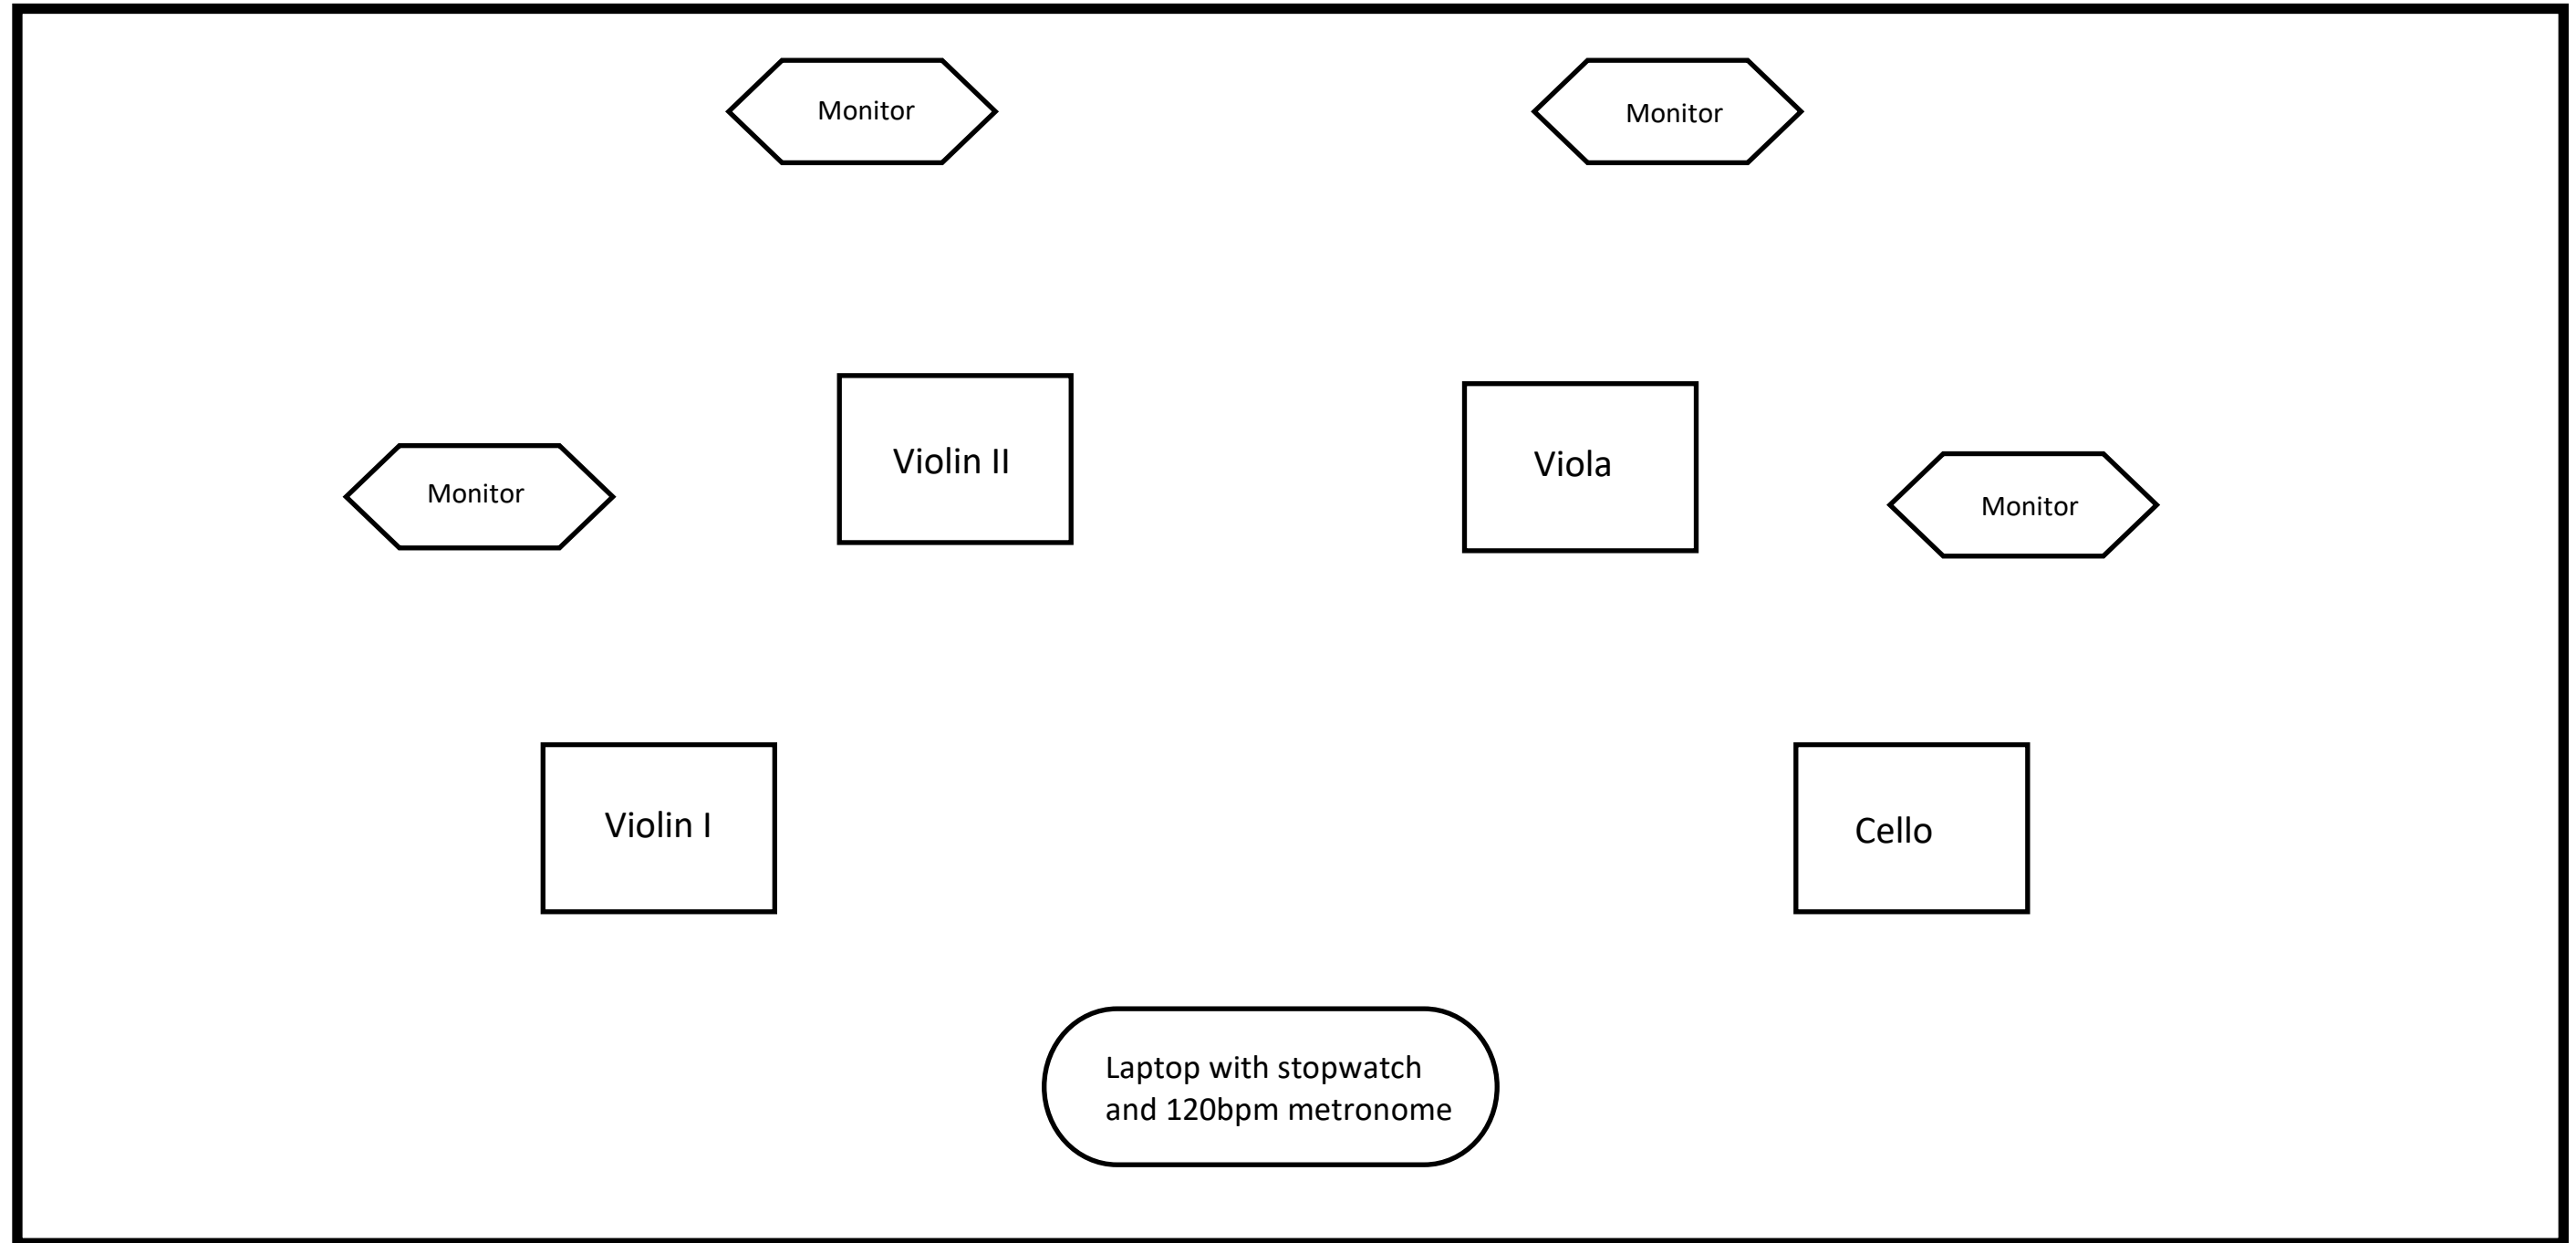 Monitor
Monitor
Violin II
Viola
Monitor
Monitor
Violin I
Cello
Laptop with stopwatch
and 120bpm metronome